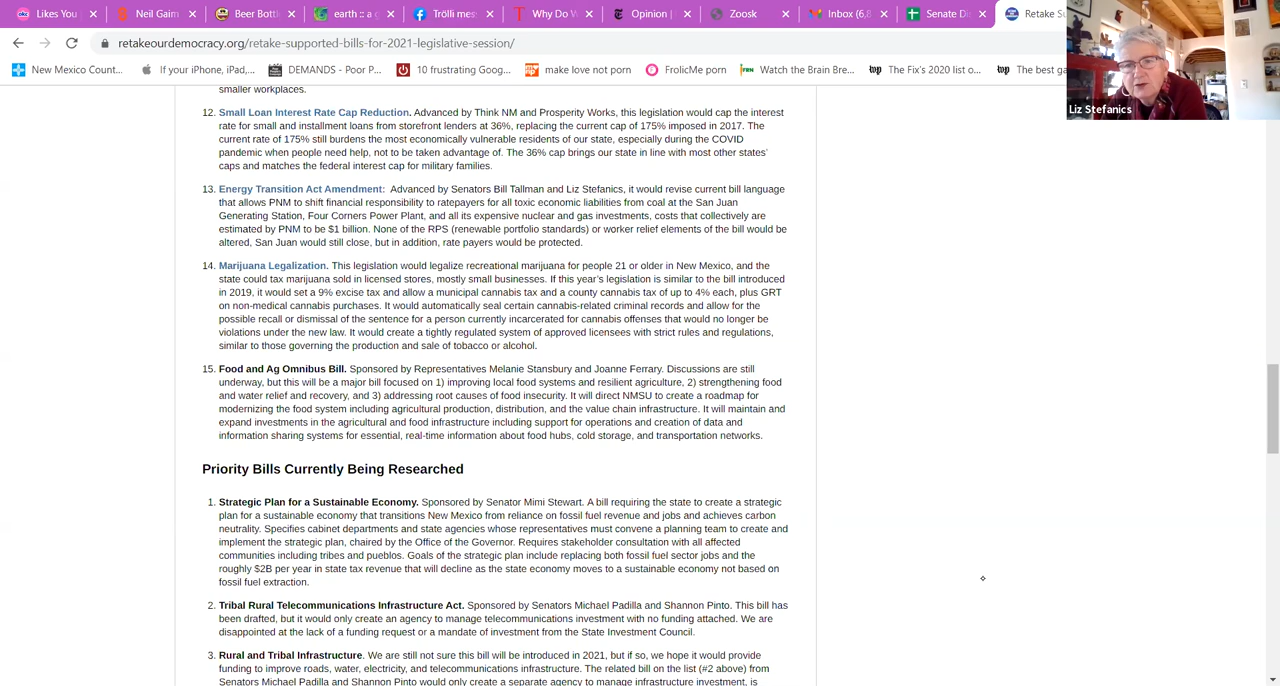 Likes You
Neil Gaim
Beer Bottl
earth :: a g
Trölli mes
Why Do W
Opinion |
Zoosk
Inbox (6,8
Senate Di
Retake Su
retakeourdemocracy.org/retake-supported-bills-for-2021-legislative-session/
New Mexico Count...
If your iPhone, iPad,...
DEMANDS - Poor P...
10 frustrating Goog...
make love not porn
FrolicMe porn
Watch the Brain Bre...
The Fix's 2020 list o...
The best ga
Liz Stefanics
smaller workplaces.
12. Small Loan Interest Rate Cap Reduction. Advanced by Think NM and Prosperity Works, this legislation would cap the interest
rate for small and installment loans from storefront lenders at 36%, replacing the current cap of 175% imposed in 2017. The
current rate of 175% still burdens the most economically vulnerable residents of our state, especially during the COVID
pandemic when people need help, not to be taken advantage of. The 36% cap brings our state in line with most other states'
caps and matches the federal interest cap for military families.
13. Energy Transition Act Amendment: Advanced by Senators Bill Tallman and Liz Stefanics, it would revise current bill language
that allows PNM to shift financial responsibility to ratepayers for all toxic economic liabilities from coal at the San Juan
Generating Station, Four Corners Power Plant, and all its expensive nuclear and gas investments, costs that collectively are
estimated by PNM to be $1 billion. None of the RPS (renewable portfolio standards) or worker relief elements of the bill would be
altered, San Juan would still close, but in addition, rate payers would be protected.
14. Marijuana Legalization. This legislation would legalize recreational marijuana for people 21 or older in New Mexico, and the
state could tax marijuana sold in licensed stores, mostly small businesses. If this year's legislation is similar to the bill introduced
in 2019, it would set a 9% excise tax and allow a municipal cannabis tax and a county cannabis tax of up to 4% each, plus GRT
on non-medical cannabis purchases. It would automatically seal certain cannabis-related criminal records and allow for the
possible recall or dismissal of the sentence for a person currently incarcerated for cannabis offenses that would no longer be
violations under the new law. It would create a tightly regulated system of approved licensees with strict rules and regulations,
similar to those governing the production and sale of tobacco or alcohol.
15. Food and Ag Omnibus Bill. Sponsored by Representatives Melanie Stansbury and Joanne Ferrary. Discussions are still
underway, but this will be a major bill focused on 1) improving local food systems and resilient agriculture, 2) strengthening food
and water relief and recovery, and 3) addressing root causes of food insecurity. It will direct NMSU to create a roadmap for
modernizing the food system including agricultural production, distribution, and the value chain infrastructure. It will maintain and
expand investments in the agricultural and food infrastructure including support for operations and creation of data and
information sharing systems for essential, real-time information about food hubs, cold storage, and transportation networks.
Priority Bills Currently Being Researched
1. Strategic Plan for a Sustainable Economy. Sponsored by Senator Mimi Stewart. A bill requiring the state to create a strategic
plan for a sustainable economy that transitions New Mexico from reliance on fossil fuel revenue and jobs and achieves carbon
neutrality. Specifies cabinet departments and state agencies whose representatives must convene a planning team to create and
implement the strategic plan, chaired by the Office of the Governor. Requires stakeholder consultation with all affected
communities including tribes and pueblos. Goals of the strategic plan include replacing both fossil fuel sector jobs and the
roughly $2B per year in state tax revenue that will decline as the state economy moves to a sustainable economy not based on
fossil fuel extraction.
2. Tribal Rural Telecommunications Infrastructure Act. Sponsored by Senators Michael Padilla and Shannon Pinto. This bill has
been drafted, but it would only create an agency to manage telecommunications investment with no funding attached. We are
disappointed at the lack of a funding request or a mandate of investment from the State Investment Council.
3. Rural and Tribal Infrastructure. We are still not sure this bill will be introduced in 2021, but if so, we hope it would provide
funding to improve roads, water, electricity, and telecommunications infrastructure. The related bill on the list (#2 above) from
Senators Michael Padilla and Shannon Pinto would only create a separate agency to manage infrastructure investment, is